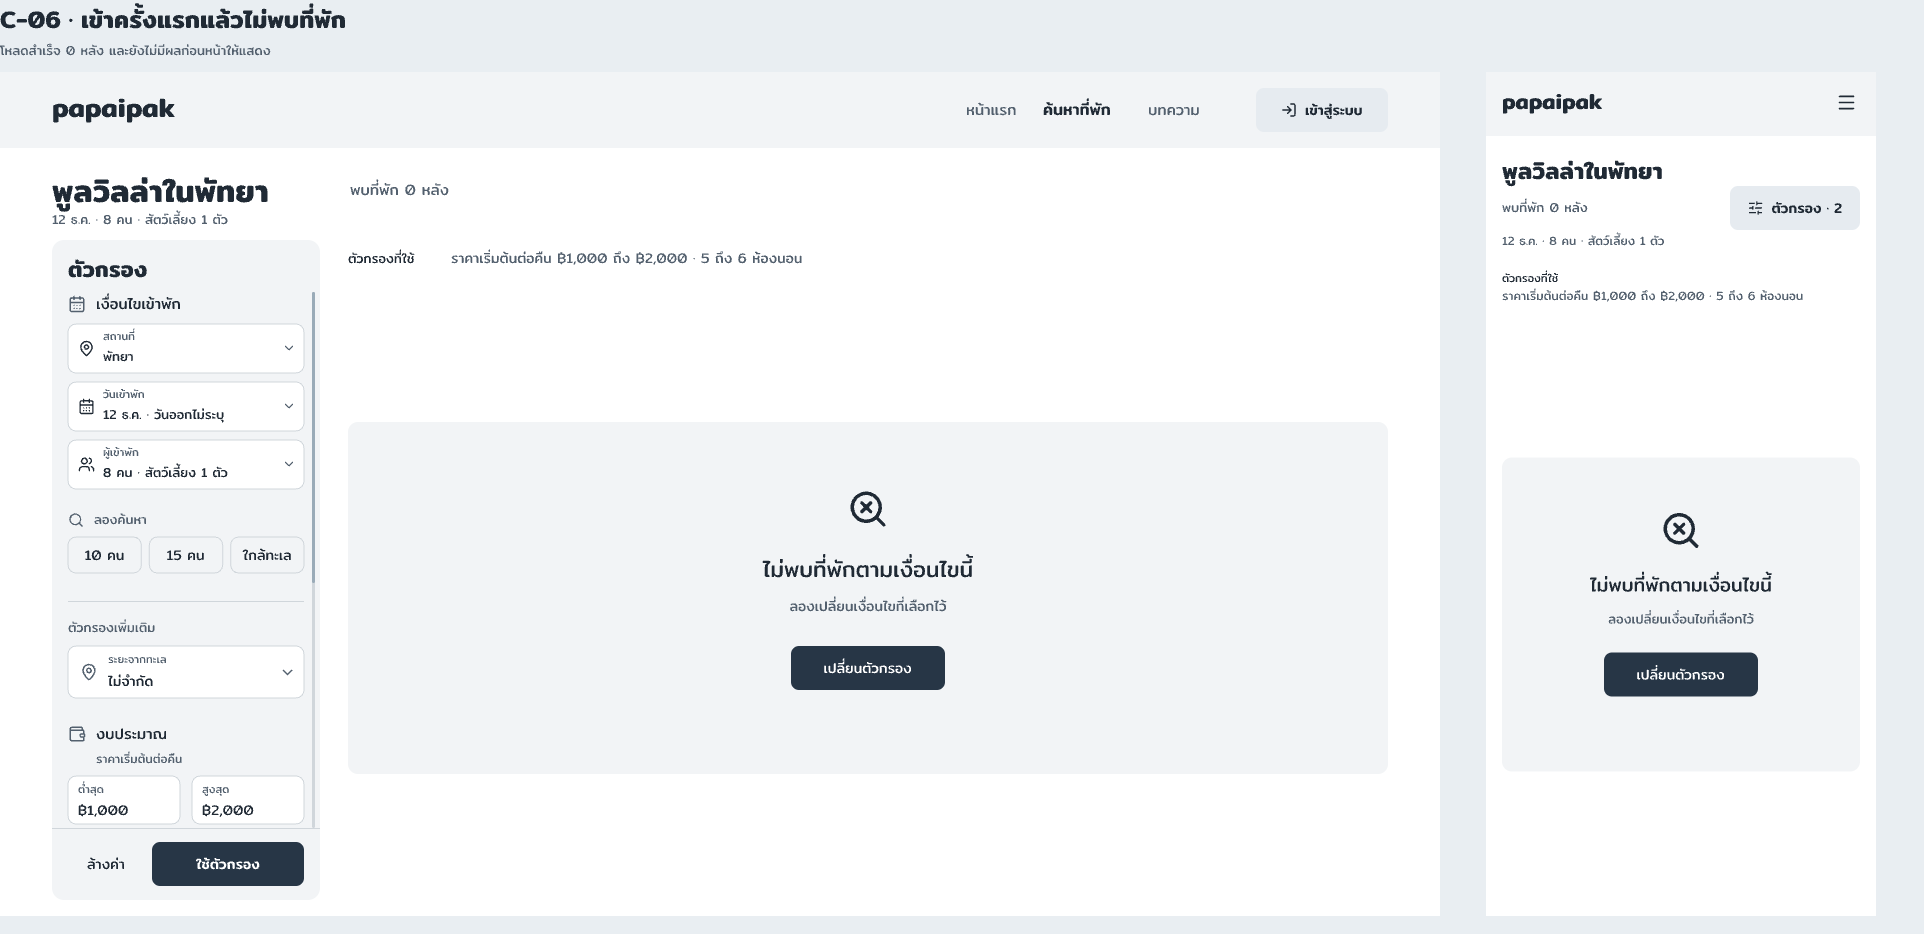 C-06 · เข้าครั้งแรกแล้วไม่พบที่พัก
โหลดสำเร็จ 0 หลัง และยังไม่มีผลก่อนหน้าให้แสดง
papaipak
หน้าแรก
ค้นหาที่พัก
บทความ
เข้าสู่ระบบ
พูลวิลล่าในพัทยา
12 ธ.ค. · 8 คน · สัตว์เลี้ยง 1 ตัว
พบที่พัก 0 หลัง
ตัวกรองที่ใช้
ราคาเริ่มต้นต่อคืน ฿1,000 ถึง ฿2,000 · 5 ถึง 6 ห้องนอน
ตัวกรอง
เงื่อนไขเข้าพัก
สถานที่
พัทยา
วันเข้าพัก
12 ธ.ค. · วันออกไม่ระบุ
ผู้เข้าพัก
8 คน · สัตว์เลี้ยง 1 ตัว
ลองค้นหา
10 คน
15 คน
ใกล้ทะเล
ตัวกรองเพิ่มเติม
ระยะจากทะเล
ไม่จำกัด
งบประมาณ
ราคาเริ่มต้นต่อคืน
ต่ำสุด
฿1,000
สูงสุด
฿2,000
ล้างค่า
ใช้ตัวกรอง
ไม่พบที่พักตามเงื่อนไขนี้
ลองเปลี่ยนเงื่อนไขที่เลือกไว้
เปลี่ยนตัวกรอง
papaipak
พูลวิลล่าในพัทยา
พบที่พัก 0 หลัง
ตัวกรอง · 2
12 ธ.ค. · 8 คน · สัตว์เลี้ยง 1 ตัว
ตัวกรองที่ใช้
ราคาเริ่มต้นต่อคืน ฿1,000 ถึง ฿2,000 · 5 ถึง 6 ห้องนอน
ไม่พบที่พักตามเงื่อนไขนี้
ลองเปลี่ยนเงื่อนไขที่เลือกไว้
เปลี่ยนตัวกรอง